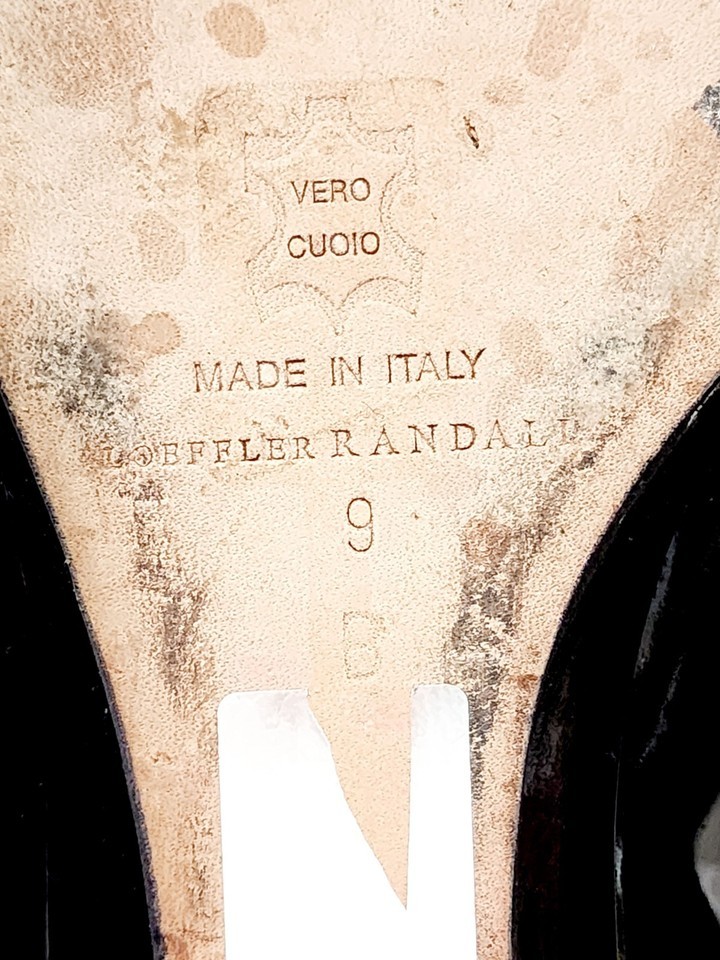 VERO
CUOIO
MADE IN ITALY
LOEFFLER RANDALL
9
B